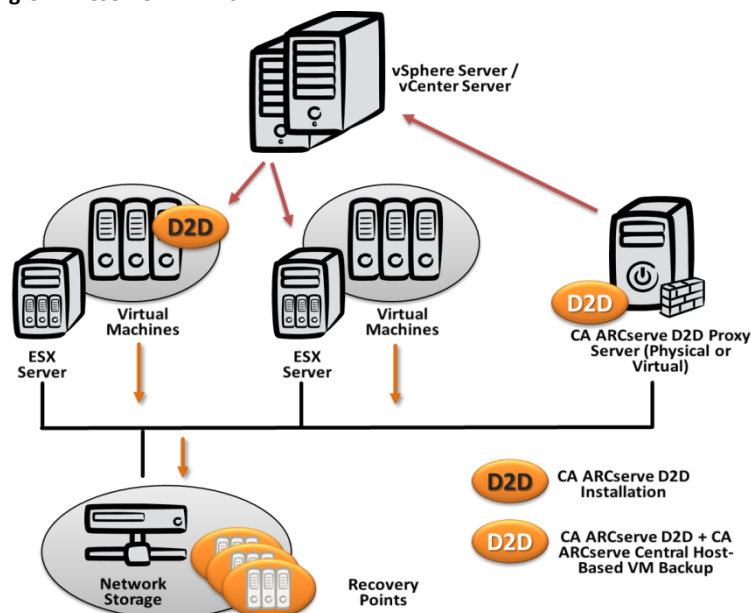 vSphere Server /
vCenter Server
D2D
Virtual
Machines
ESX
Server
Virtual
Machines
ESX
Server
D2D
CA ARCserve D2D Proxy
Server (Physical or
Virtual)
D2D
CA ARCserve D2D
Installation
D2D
CA ARCserve D2D + CA
ARCserve Central Host-
Based VM Backup
Network
Storage
Recovery
Points